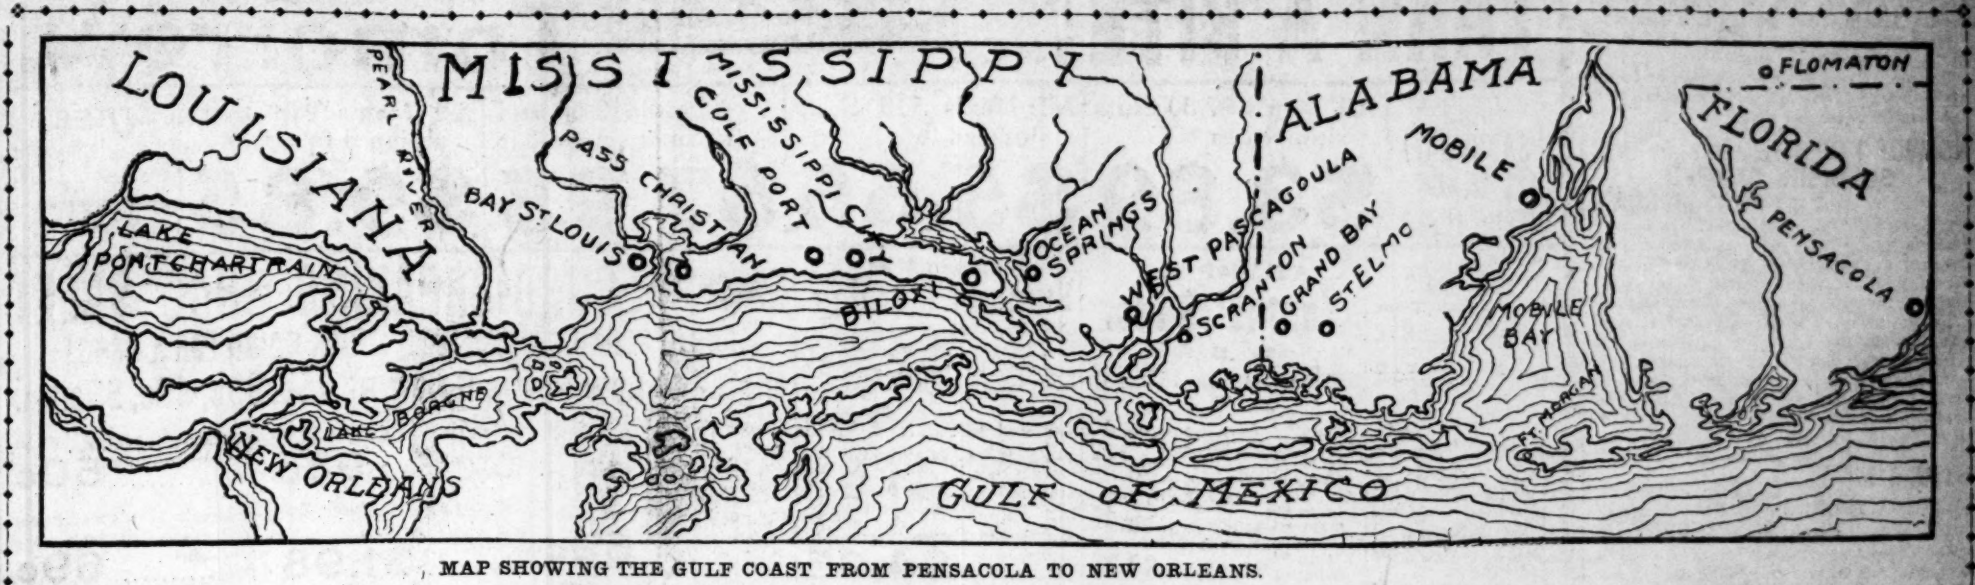 LOUISIANA
PEARL RIVER
MISSISSIPPI
ALABAMA
FLOMATON
FLORIDA
LAKE
PONTCHARTRAIN
BAY ST LOUIS
PASS CHRISTIAN
GOLF PORT
MISSISSIPPI CITY
BILOXI
OCEAN
SPRINGS
WEST PASCAGOULA
SCRANTON
GRAND BAY
ST ELMO
MOBILE
MOBILE
BAY
FT. MORGAN
PENSACOLA
LAKE BORGNE
NEW ORLEANS
GULF OF MEXICO
MAP SHOWING THE GULF COAST FROM PENSACOLA TO NEW ORLEANS.